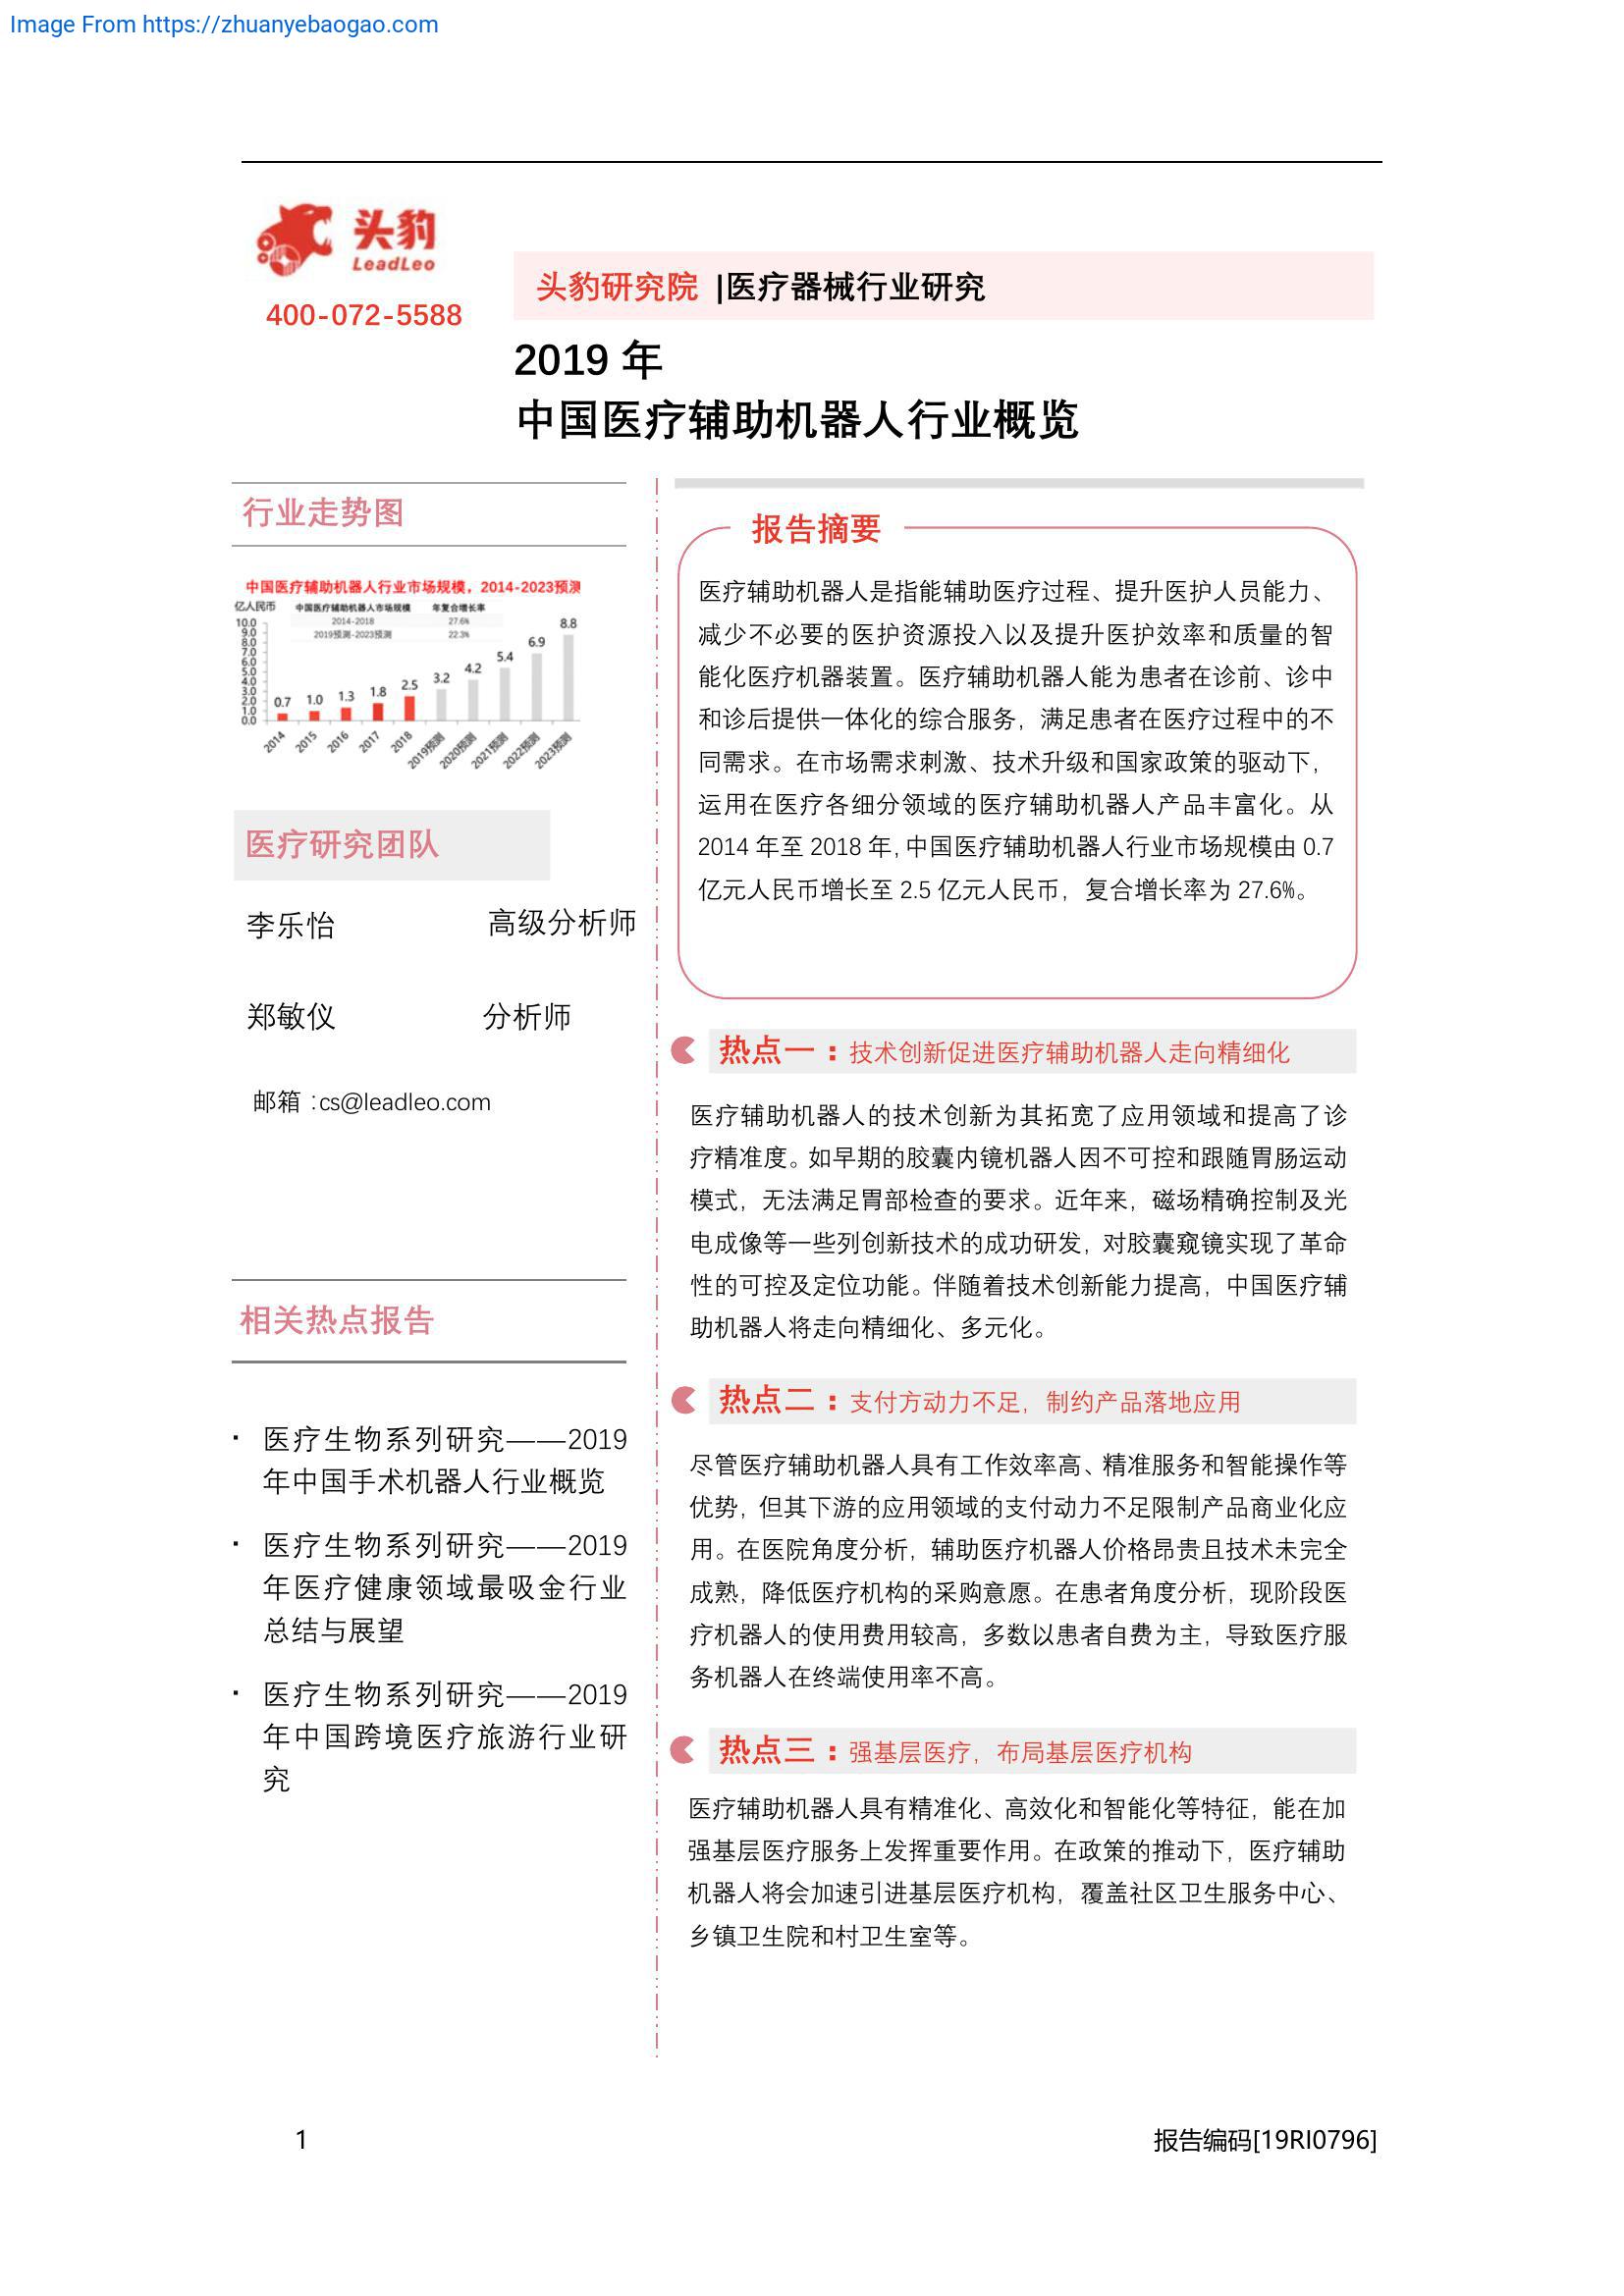 Image From https://zhuanyebaogao.com
头豹
LeadLeo
400-072-5588
头豹研究院 |医疗器械行业研究
2019 年
中国医疗辅助机器人行业概览
行业走势图
中国医疗辅助机器人行业市场规模，2014-2023预测
亿人民币
中国医疗辅助机器人市场规模 年复合增长率
2014-2018 27.6%
2019预测-2023预测 22.3%
10.0
9.0
8.0
7.0
6.0
5.0
4.0
3.0
2.0
1.0
0.0
0.7 1.0 1.3 1.8 2.5 3.2 4.2 5.4 6.9 8.8
2014 2015 2016 2017 2018 2019预测 2020预测 2021预测 2022预测 2023预测
医疗研究团队
李乐怡 高级分析师
郑敏仪 分析师
邮箱：cs@leadleo.com
相关热点报告
· 医疗生物系列研究——2019
年中国手术机器人行业概览
· 医疗生物系列研究——2019
年医疗健康领域最吸金行业
总结与展望
· 医疗生物系列研究——2019
年中国跨境医疗旅游行业研
究
报告摘要
医疗辅助机器人是指能辅助医疗过程、提升医护人员能力、
减少不必要的医护资源投入以及提升医护效率和质量的智
能化医疗机器装置。医疗辅助机器人能为患者在诊前、诊中
和诊后提供一体化的综合服务，满足患者在医疗过程中的不
同需求。在市场需求刺激、技术升级和国家政策的驱动下，
运用在医疗各细分领域的医疗辅助机器人产品丰富化。从
2014 年至 2018 年，中国医疗辅助机器人行业市场规模由 0.7
亿元人民币增长至 2.5 亿元人民币，复合增长率为 27.6%。
热点一：技术创新促进医疗辅助机器人走向精细化
医疗辅助机器人的技术创新为其拓宽了应用领域和提高了诊
疗精准度。如早期的胶囊内镜机器人因不可控和跟随胃肠运动
模式，无法满足胃部检查的要求。近年来，磁场精确控制及光
电成像等一些列创新技术的成功研发，对胶囊窥镜实现了革命
性的可控及定位功能。伴随着技术创新能力提高，中国医疗辅
助机器人将走向精细化、多元化。
热点二：支付方动力不足，制约产品落地应用
尽管医疗辅助机器人具有工作效率高、精准服务和智能操作等
优势，但其下游的应用领域的支付动力不足限制产品商业化应
用。在医院角度分析，辅助医疗机器人价格昂贵且技术未完全
成熟，降低医疗机构的采购意愿。在患者角度分析，现阶段医
疗机器人的使用费用较高，多数以患者自费为主，导致医疗服
务机器人在终端使用率不高。
热点三：强基层医疗，布局基层医疗机构
医疗辅助机器人具有精准化、高效化和智能化等特征，能在加
强基层医疗服务上发挥重要作用。在政策的推动下，医疗辅助
机器人将会加速引进基层医疗机构，覆盖社区卫生服务中心、
乡镇卫生院和村卫生室等。
1
报告编码[19RI0796]